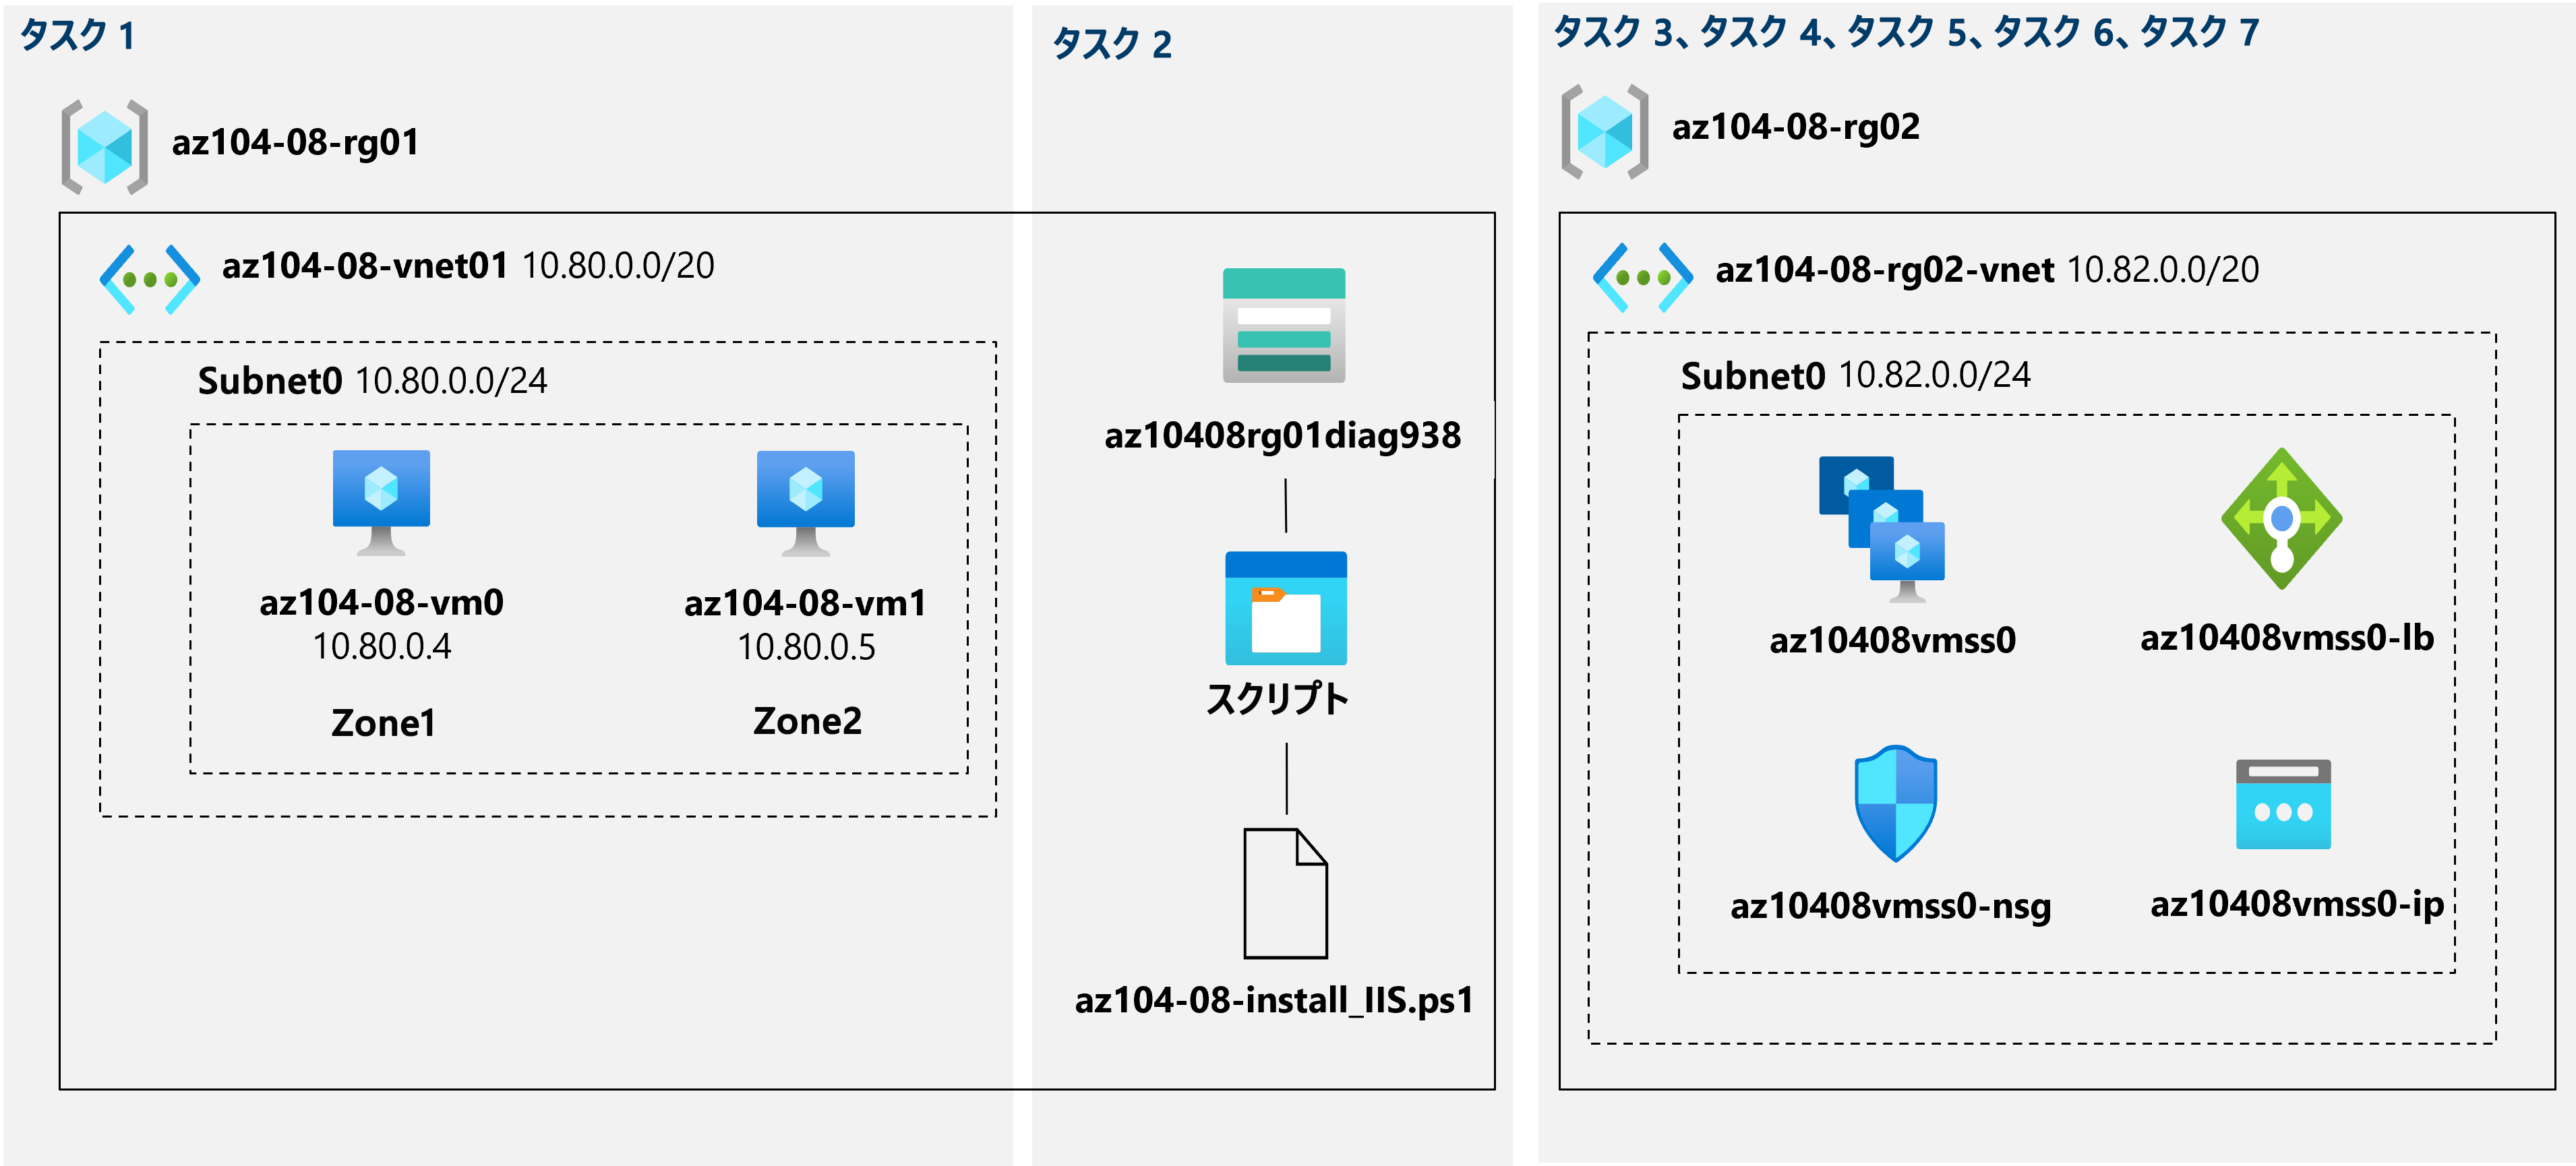 タスク 1
az104-08-rg01
az104-08-vnet01 10.80.0.0/20
Subnet0 10.80.0.0/24
az104-08-vm0
10.80.0.4
Zone1
az104-08-vm1
10.80.0.5
Zone2
タスク 2
az10408rg01diag938
スクリプト
az104-08-install_IIS.ps1
タスク 3、タスク 4、タスク 5、タスク 6、タスク 7
az104-08-rg02
az104-08-rg02-vnet 10.82.0.0/20
Subnet0 10.82.0.0/24
az10408vmss0
az10408vmss0-lb
az10408vmss0-nsg
az10408vmss0-ip